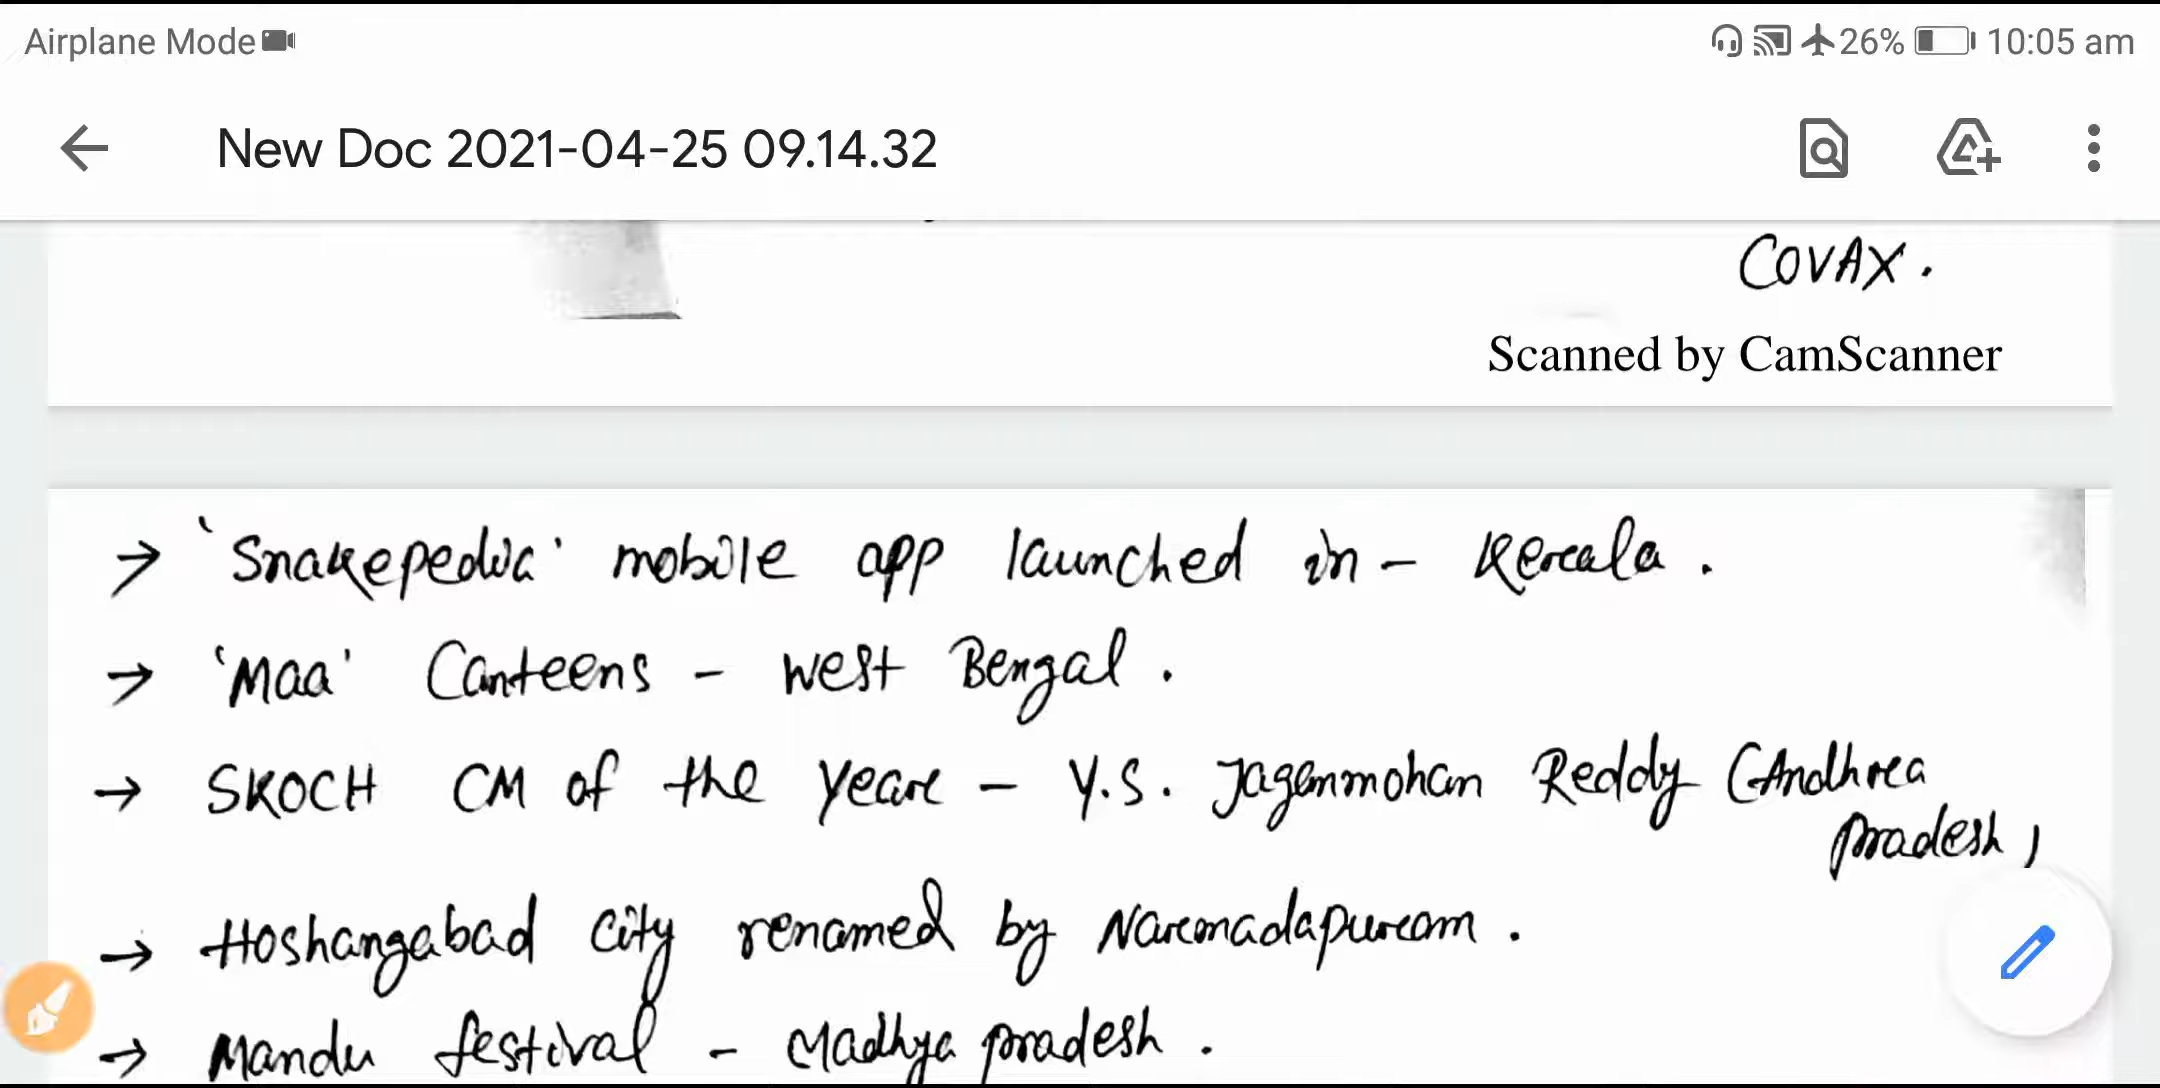 Airplane Mode 26% 10:05 am
New Doc 2021-04-25 09.14.32
COVAX.
Scanned by CamScanner
→ 'Snakepedia' mobile app launched in - Kerala.
→ 'Maa' Canteens - West Bengal.
→ SKOCH CM of the year - Y.S. Jaganmohan Reddy (Andhra
pradesh)
→ Hoshangabad city renamed by Narmadapuram.
→ Mandu festival - Madhya pradesh.